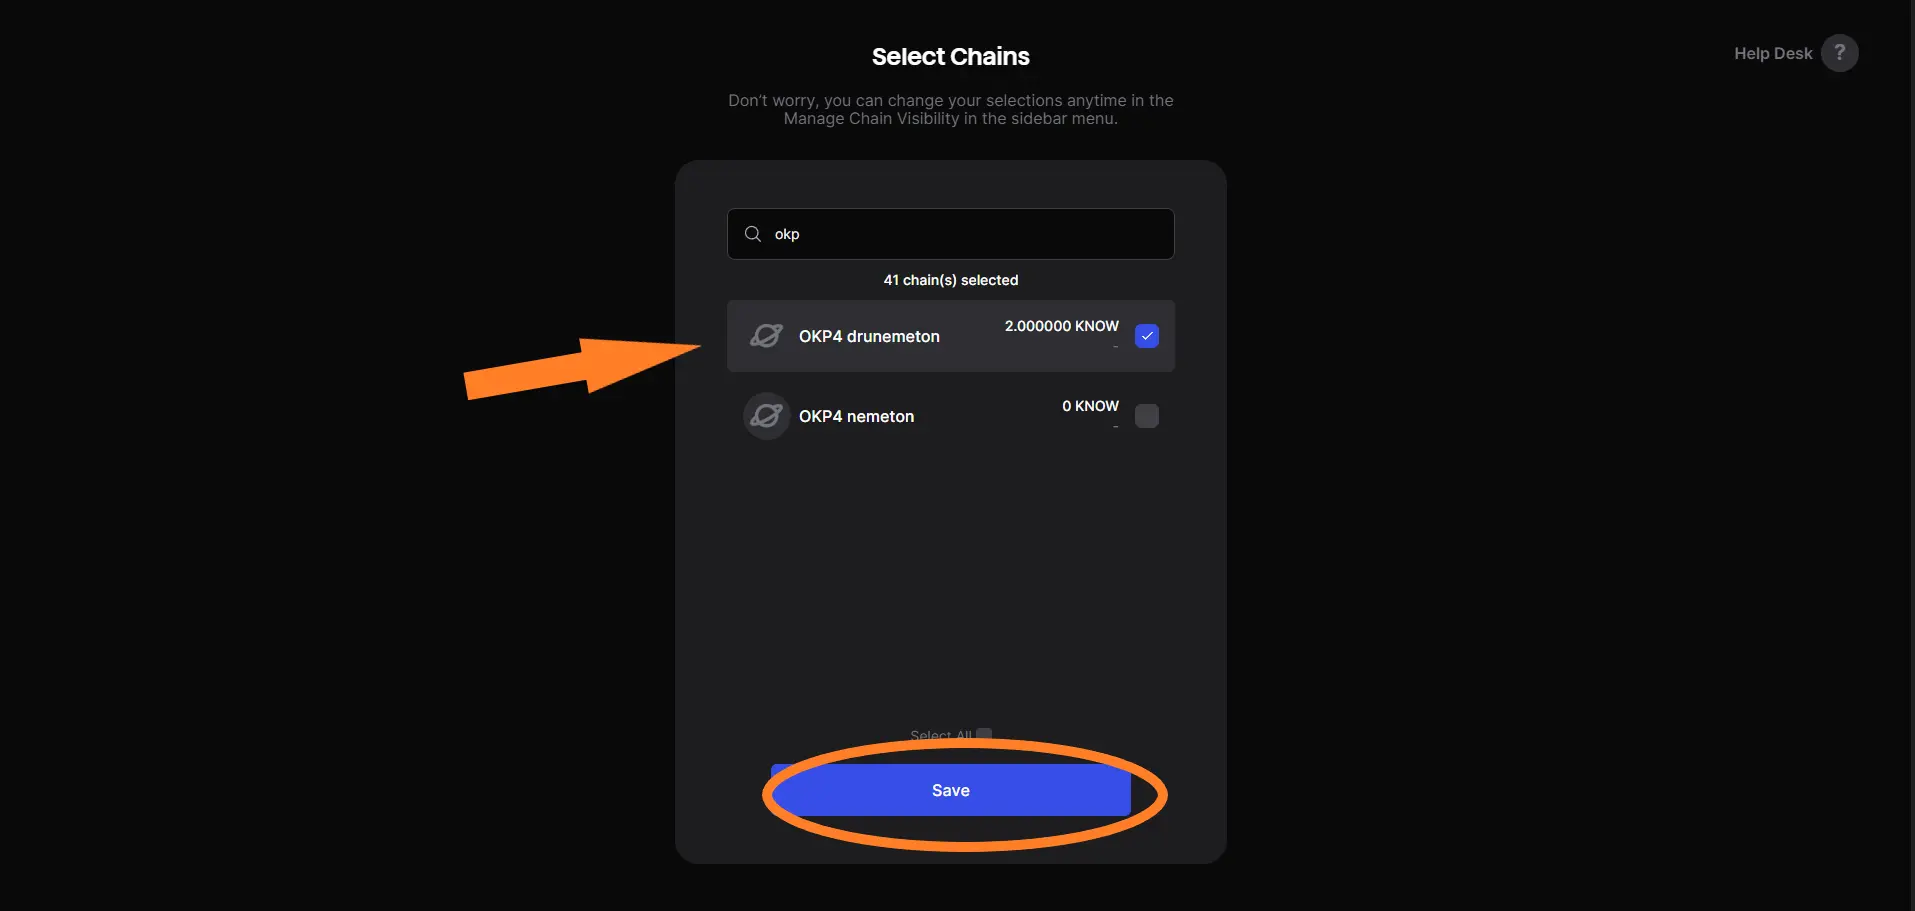 Select Chains
Help Desk ?
Don't worry, you can change your selections anytime in the
Manage Chain Visibility in the sidebar menu.
okp
41 chain(s) selected
OKP4 drunemeton
2.000000 KNOW
-
OKP4 nemeton
0 KNOW
-
Select All
Save